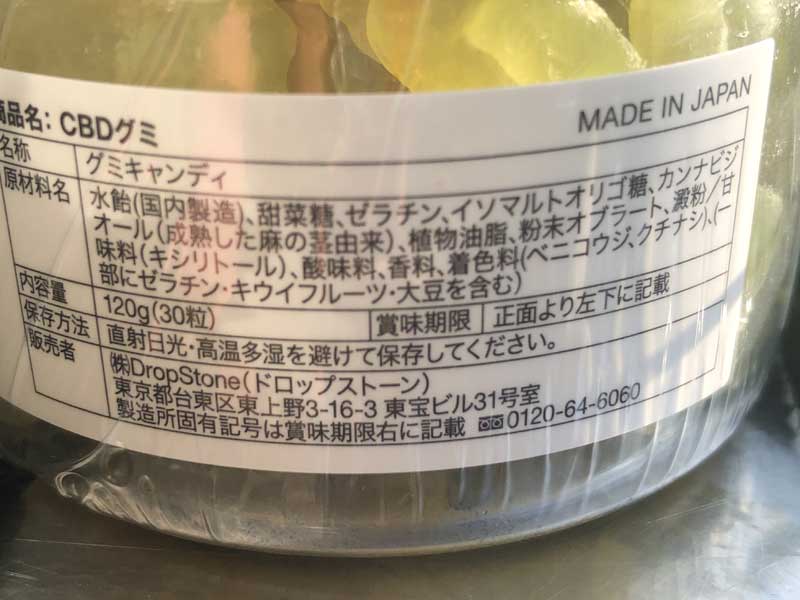 商品名: CBDグミ
MADE IN JAPAN
名称 グミキャンディ
原材料名 水飴(国内製造)、甜菜糖、ゼラチン、イソマルトオリゴ糖、カンナビジ
オール(成熟した麻の茎由来)、植物油脂、粉末オブラート、澱粉/甘
味料(キシリトール)、酸味料、香料、着色料(ベニコウジ、クチナシ)、(一
部にゼラチン・キウイフルーツ・大豆を含む)
内容量 120g(30粒) 賞味期限 正面より左下に記載
保存方法 直射日光・高温多湿を避けて保存してください。
販売者 ㈱DropStone(ドロップストーン)
東京都台東区東上野3-16-3 東宝ビル31号室
製造所固有記号は賞味期限右に記載 0120-64-6060